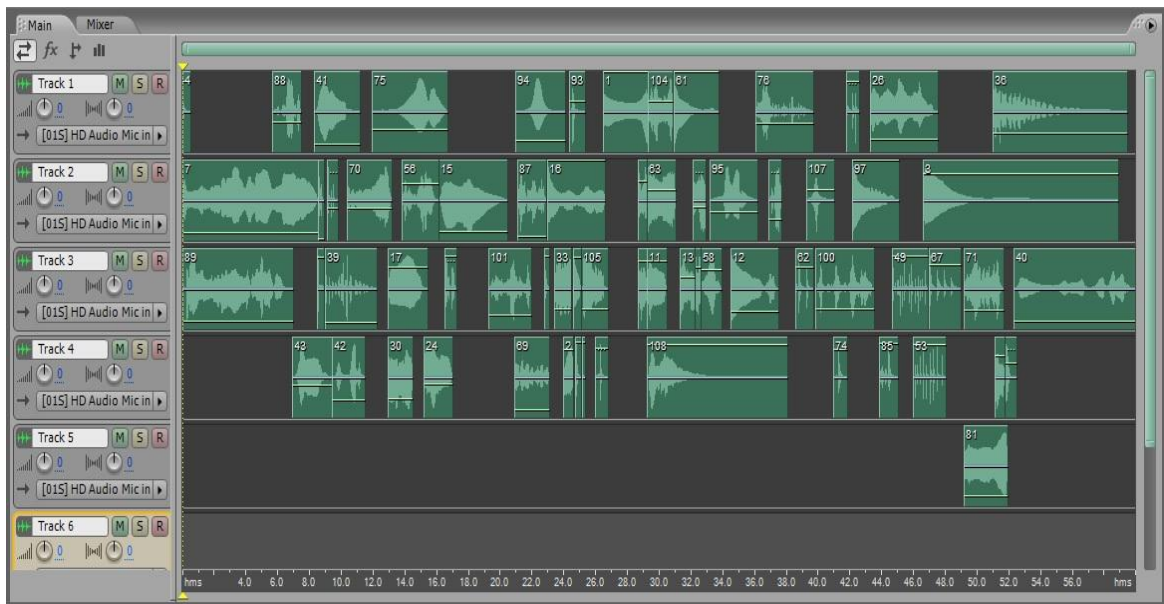 Main Mixer
fx
Track 1 M S R
0 0
[01S] HD Audio Mic in
4 88 41 75 94 93 1 104 61 78 ... 26 36
Track 2 M S R
0 0
[01S] HD Audio Mic in
7 ... 70 56 15 87 16 63 ... 95 107 97 3
Track 3 M S R
0 0
[01S] HD Audio Mic in
89 39 17 ... 101 33 105 11 13 58 12 62 100 49 67 71 40
Track 4 M S R
0 0
[01S] HD Audio Mic in
43 42 30 24 69 2 ... 108 74 85 53
Track 5 M S R
0 0
[01S] HD Audio Mic in
81
Track 6 M S R
0 0
hms 4.0 6.0 8.0 10.0 12.0 14.0 16.0 18.0 20.0 22.0 24.0 26.0 28.0 30.0 32.0 34.0 36.0 38.0 40.0 42.0 44.0 46.0 48.0 50.0 52.0 54.0 56.0 hms